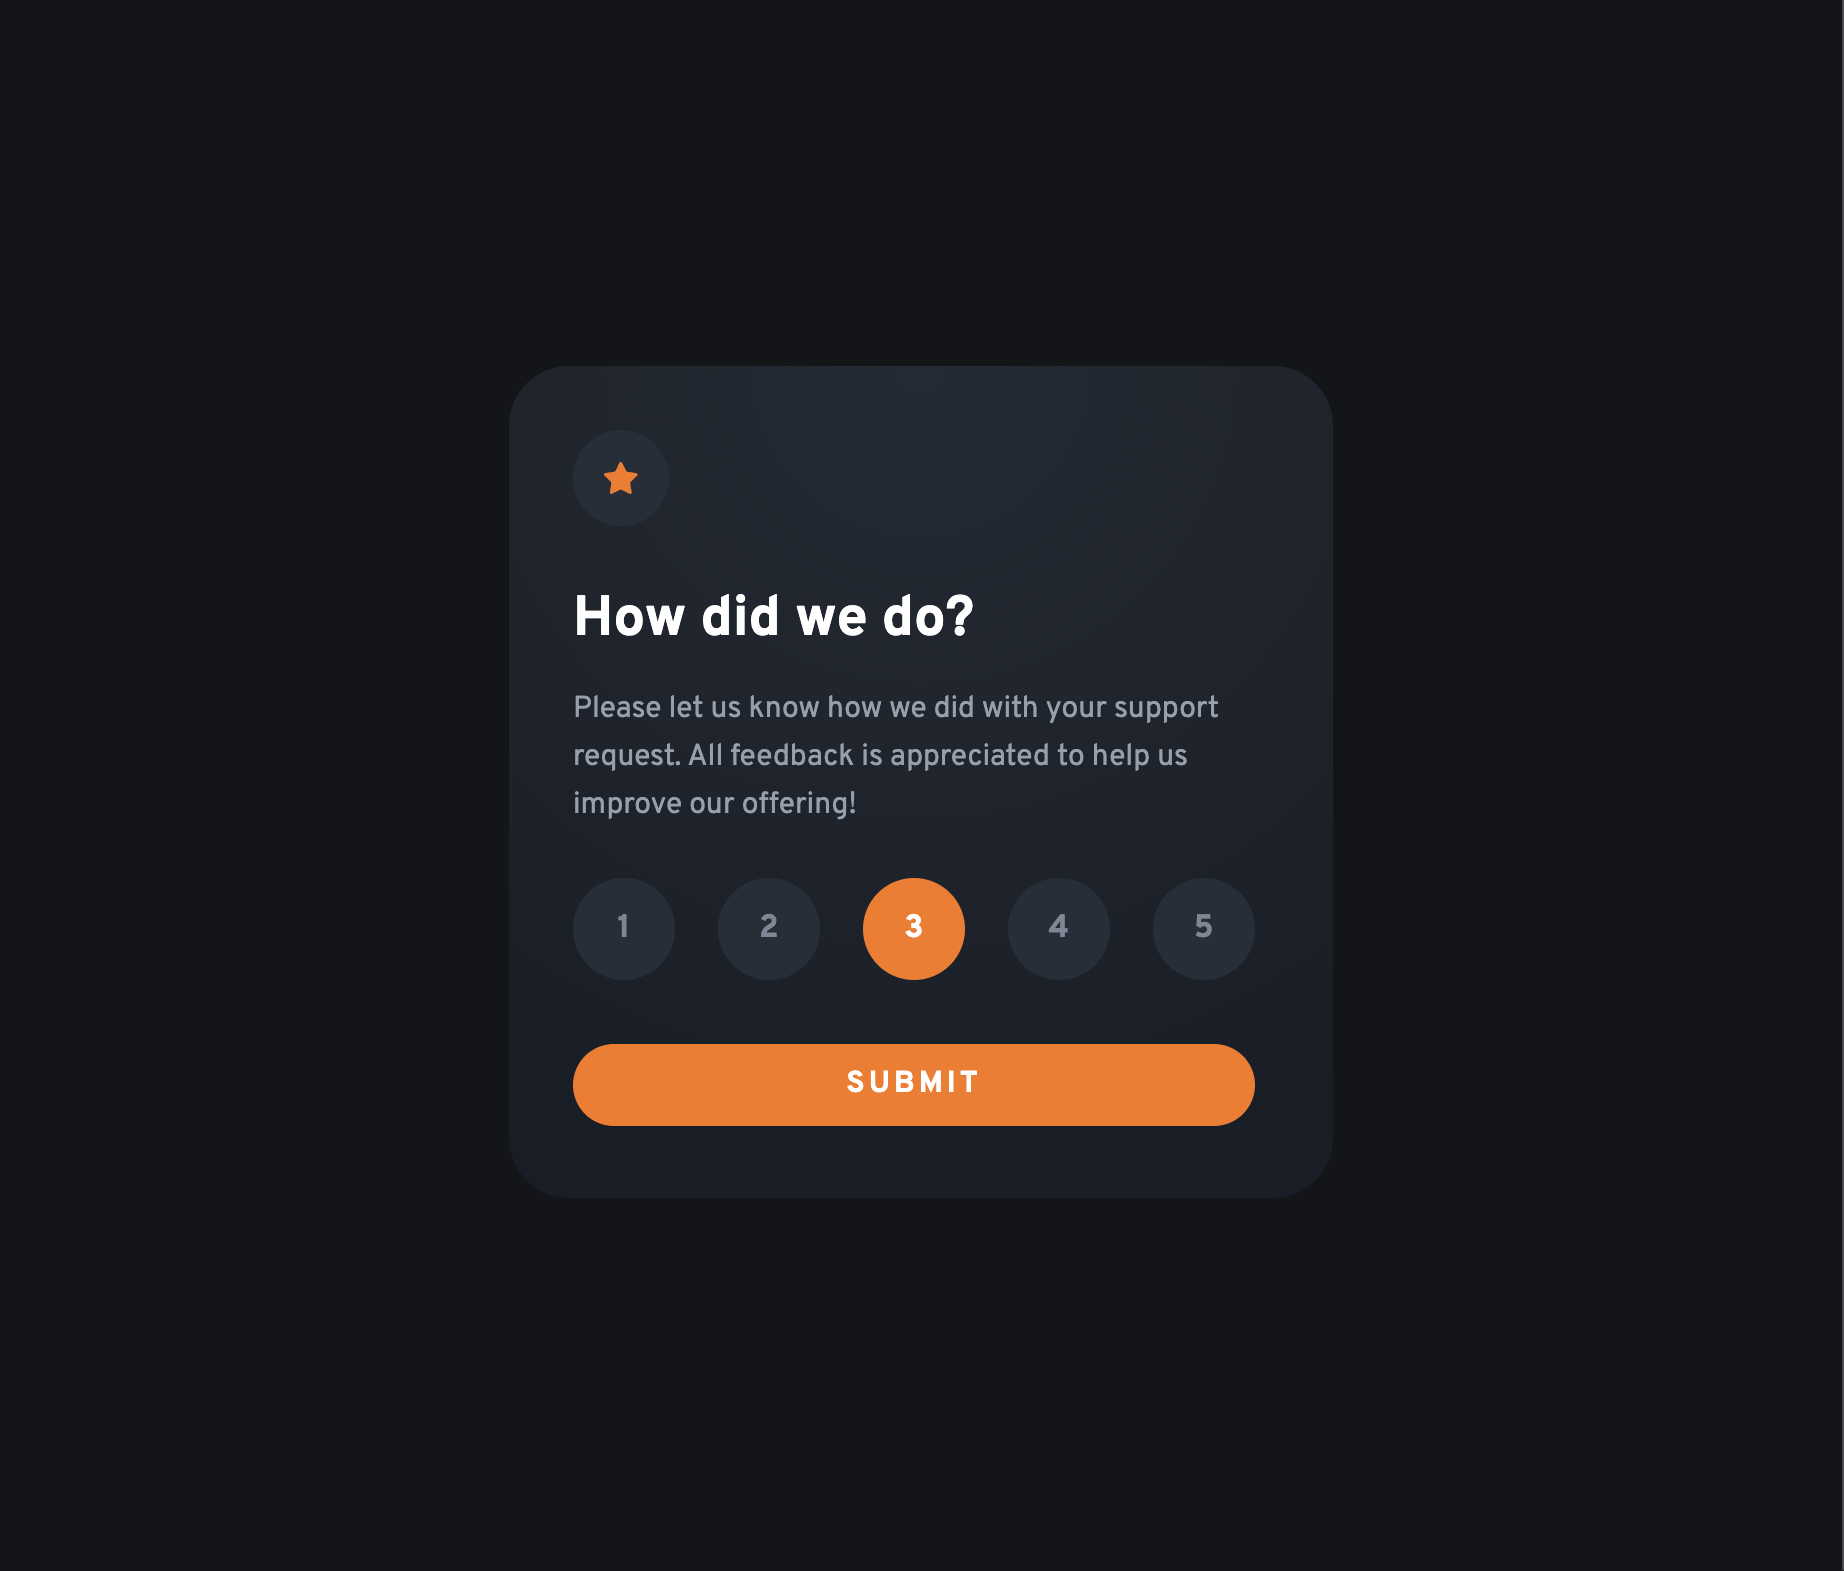 How did we do?
Please let us know how we did with your support
request. All feedback is appreciated to help us
improve our offering!
1 2 3 4 5
SUBMIT